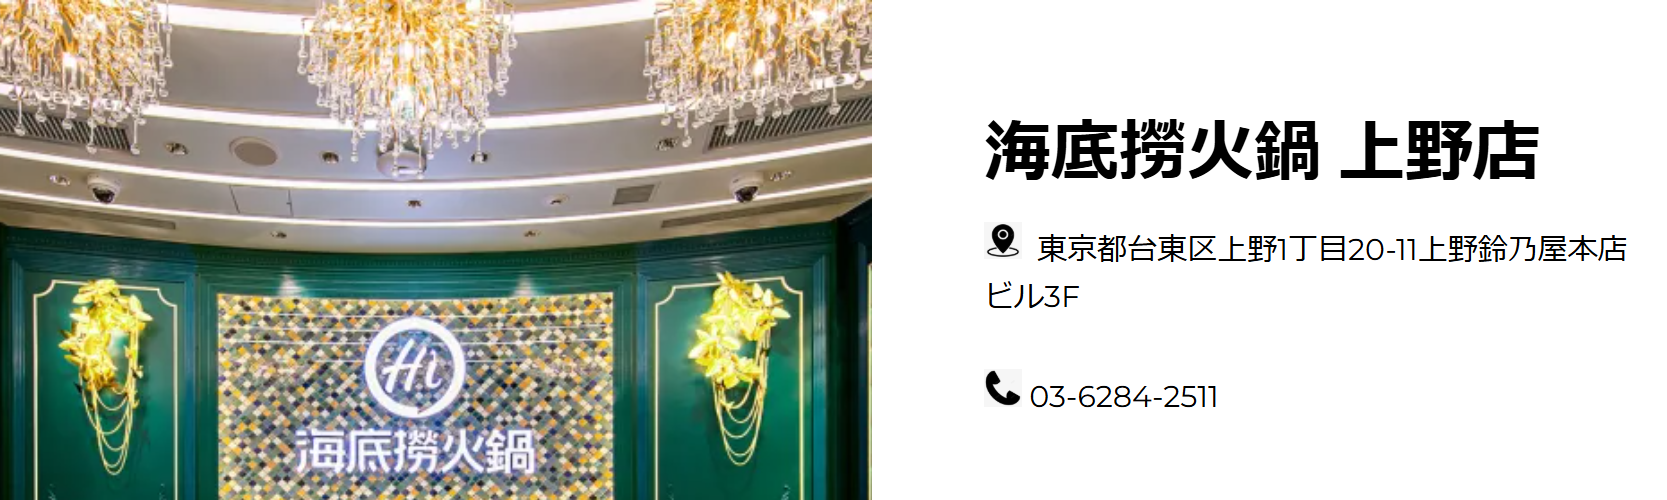 Hi
海底撈火鍋
海底撈火鍋 上野店
東京都台東区上野1丁目20-11上野鈴乃屋本店
ビル3F
03-6284-2511